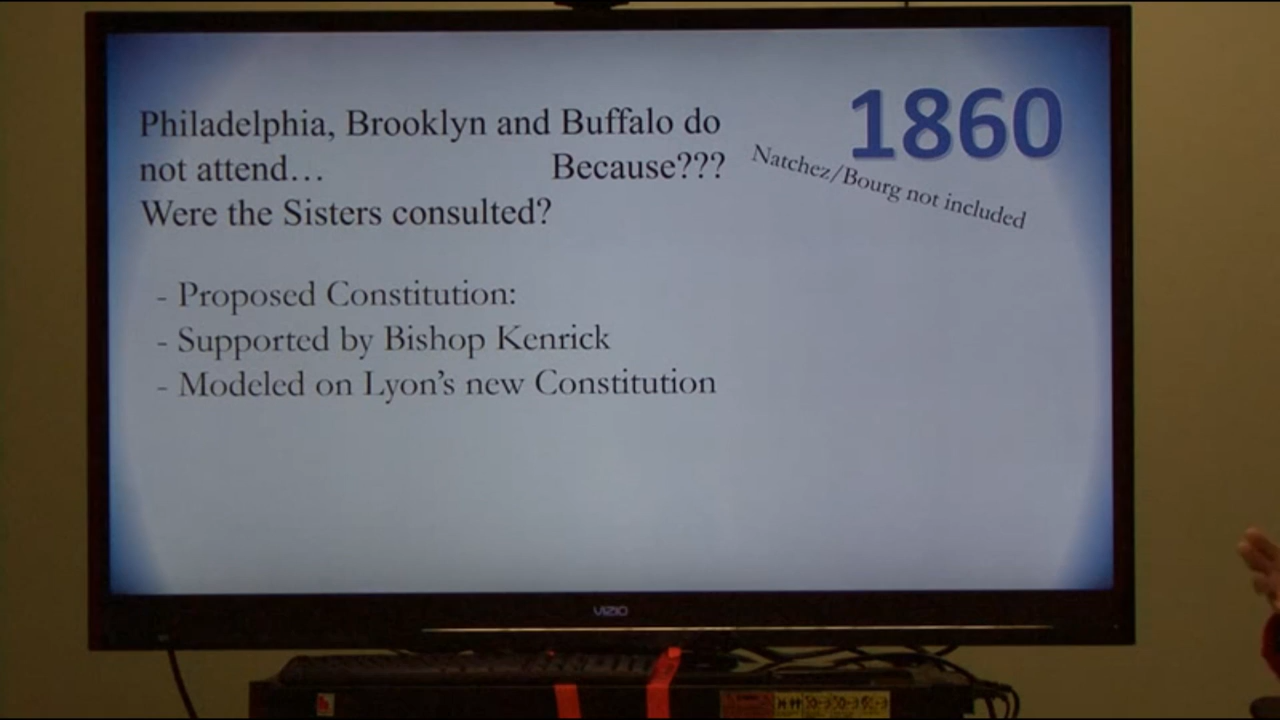 1860
Philadelphia, Brooklyn and Buffalo do
not attend… Because???
Natchez/Bourg not included
Were the Sisters consulted?
- Proposed Constitution:
- Supported by Bishop Kenrick
- Modeled on Lyon's new Constitution
VIZIO